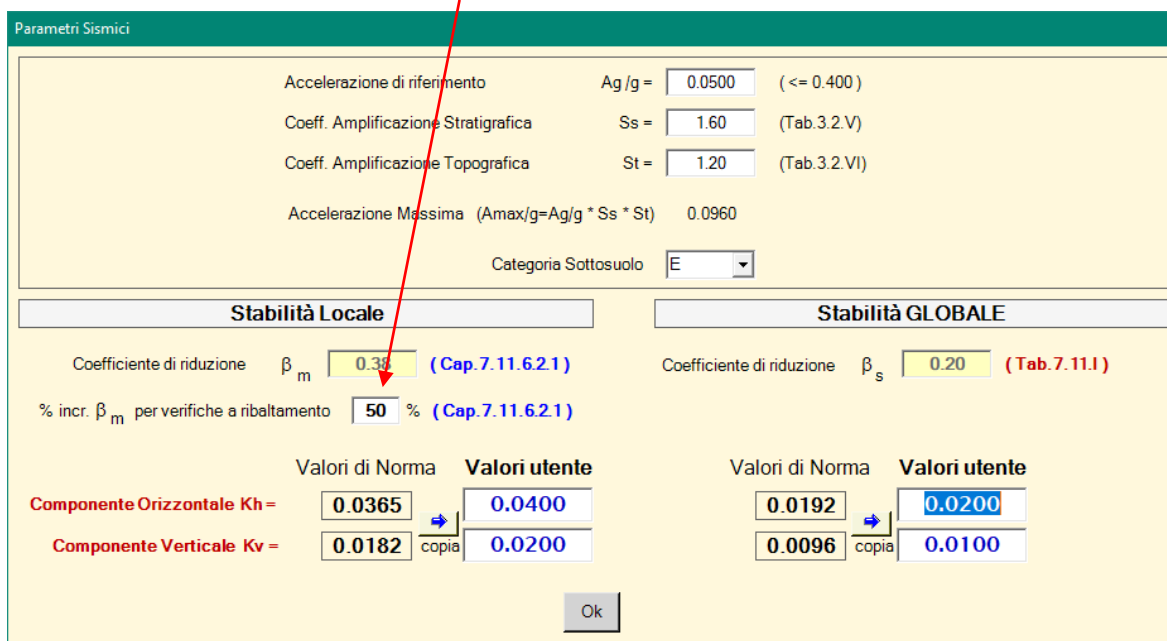 Parametri Sismici
Accelerazione di riferimento Ag /g = 0.0500 ( <= 0.400 )
Coeff. Amplificazione Stratigrafica Ss = 1.60 (Tab.3.2.V)
Coeff. Amplificazione Topografica St = 1.20 (Tab.3.2.VI)
Accelerazione Massima (Amax/g=Ag/g * Ss * St) 0.0960
Categoria Sottosuolo E
Stabilità Locale Stabilità GLOBALE
Coefficiente di riduzione β m 0.38 ( Cap.7.11.6.2.1 ) Coefficiente di riduzione β s 0.20 ( Tab.7.11.I )
% incr. β m per verifiche a ribaltamento 50 % ( Cap.7.11.6.2.1 )
Valori di Norma Valori utente Valori di Norma Valori utente
Componente Orizzontale Kh = 0.0365 0.0400 0.0192 0.0200
Componente Verticale Kv = 0.0182 copia 0.0200 0.0096 copia 0.0100
Ok